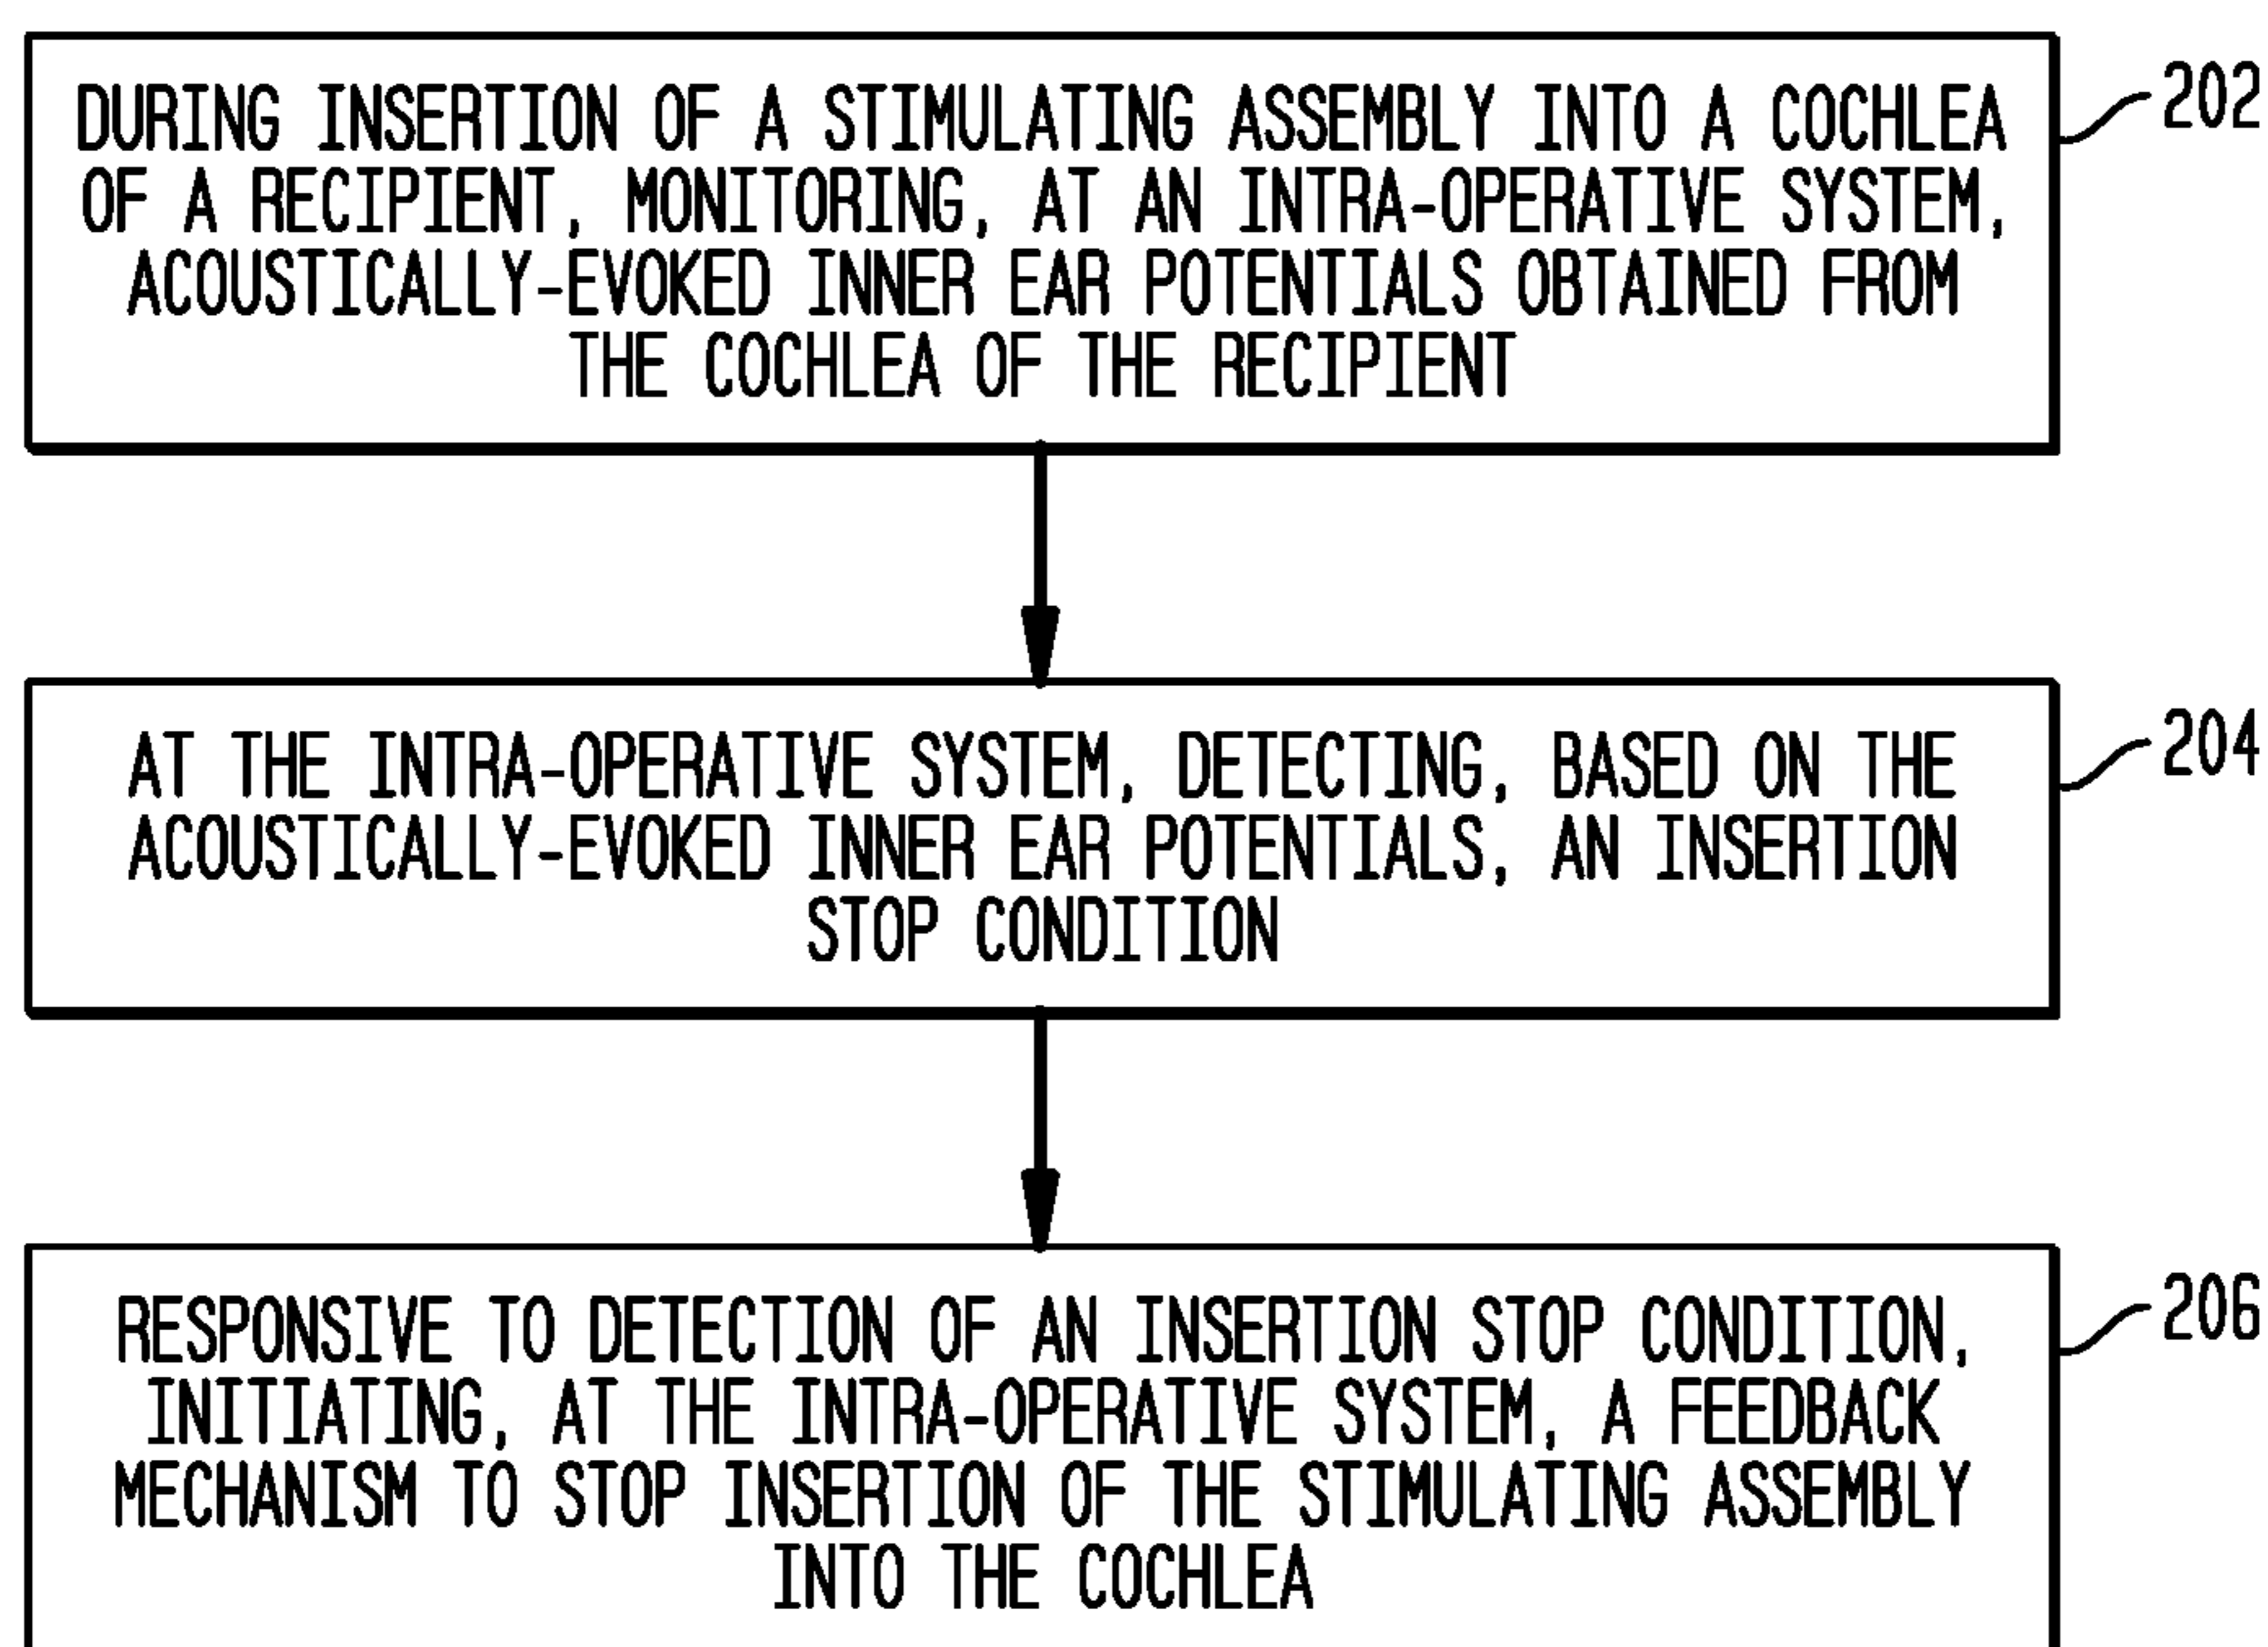 DURING INSERTION OF A STIMULATING ASSEMBLY INTO A COCHLEA
OF A RECIPIENT, MONITORING, AT AN INTRA-OPERATIVE SYSTEM,
ACOUSTICALLY-EVOKED INNER EAR POTENTIALS OBTAINED FROM
THE COCHLEA OF THE RECIPIENT
202
AT THE INTRA-OPERATIVE SYSTEM, DETECTING, BASED ON THE
ACOUSTICALLY-EVOKED INNER EAR POTENTIALS, AN INSERTION
STOP CONDITION
204
RESPONSIVE TO DETECTION OF AN INSERTION STOP CONDITION,
INITIATING, AT THE INTRA-OPERATIVE SYSTEM, A FEEDBACK
MECHANISM TO STOP INSERTION OF THE STIMULATING ASSEMBLY
INTO THE COCHLEA
206